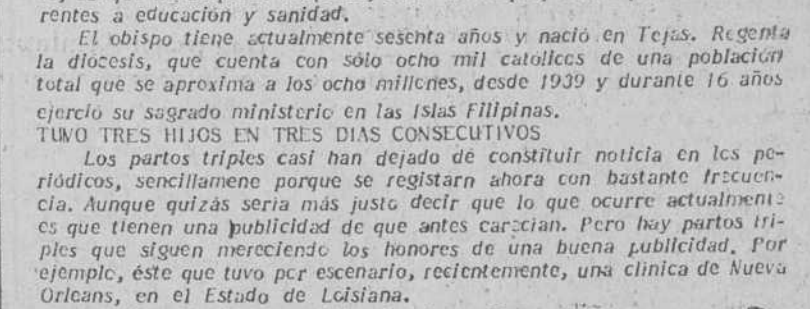 rentes a educación y sanidad.
El obispo tiene actualmente sesenta años y nació en Tejas. Regenta
la diócesis, que cuenta con sólo ocho mil católicos de una población
total que se aproxima a los ocho millones, desde 1939 y durante 16 años
ejerció su sagrado ministerio en las Islas Filipinas.
TUVO TRES HIJOS EN TRES DIAS CONSECUTIVOS
Los partos triples casi han dejado de constituir noticia en los pe-
riódicos, sencillamene porque se registarn ahora con bastante frecuen-
cia. Aunque quizás sería más justo decir que lo que ocurre actualmente
es que tienen una publicidad de que antes carecían. Pero hay partos tri-
ples que siguen mereciendo los honores de una buena publicidad. Por
ejemplo, éste que tuvo por escenario, recientemente, una clínica de Nueva
Orleans, en el Estado de Loisiana.